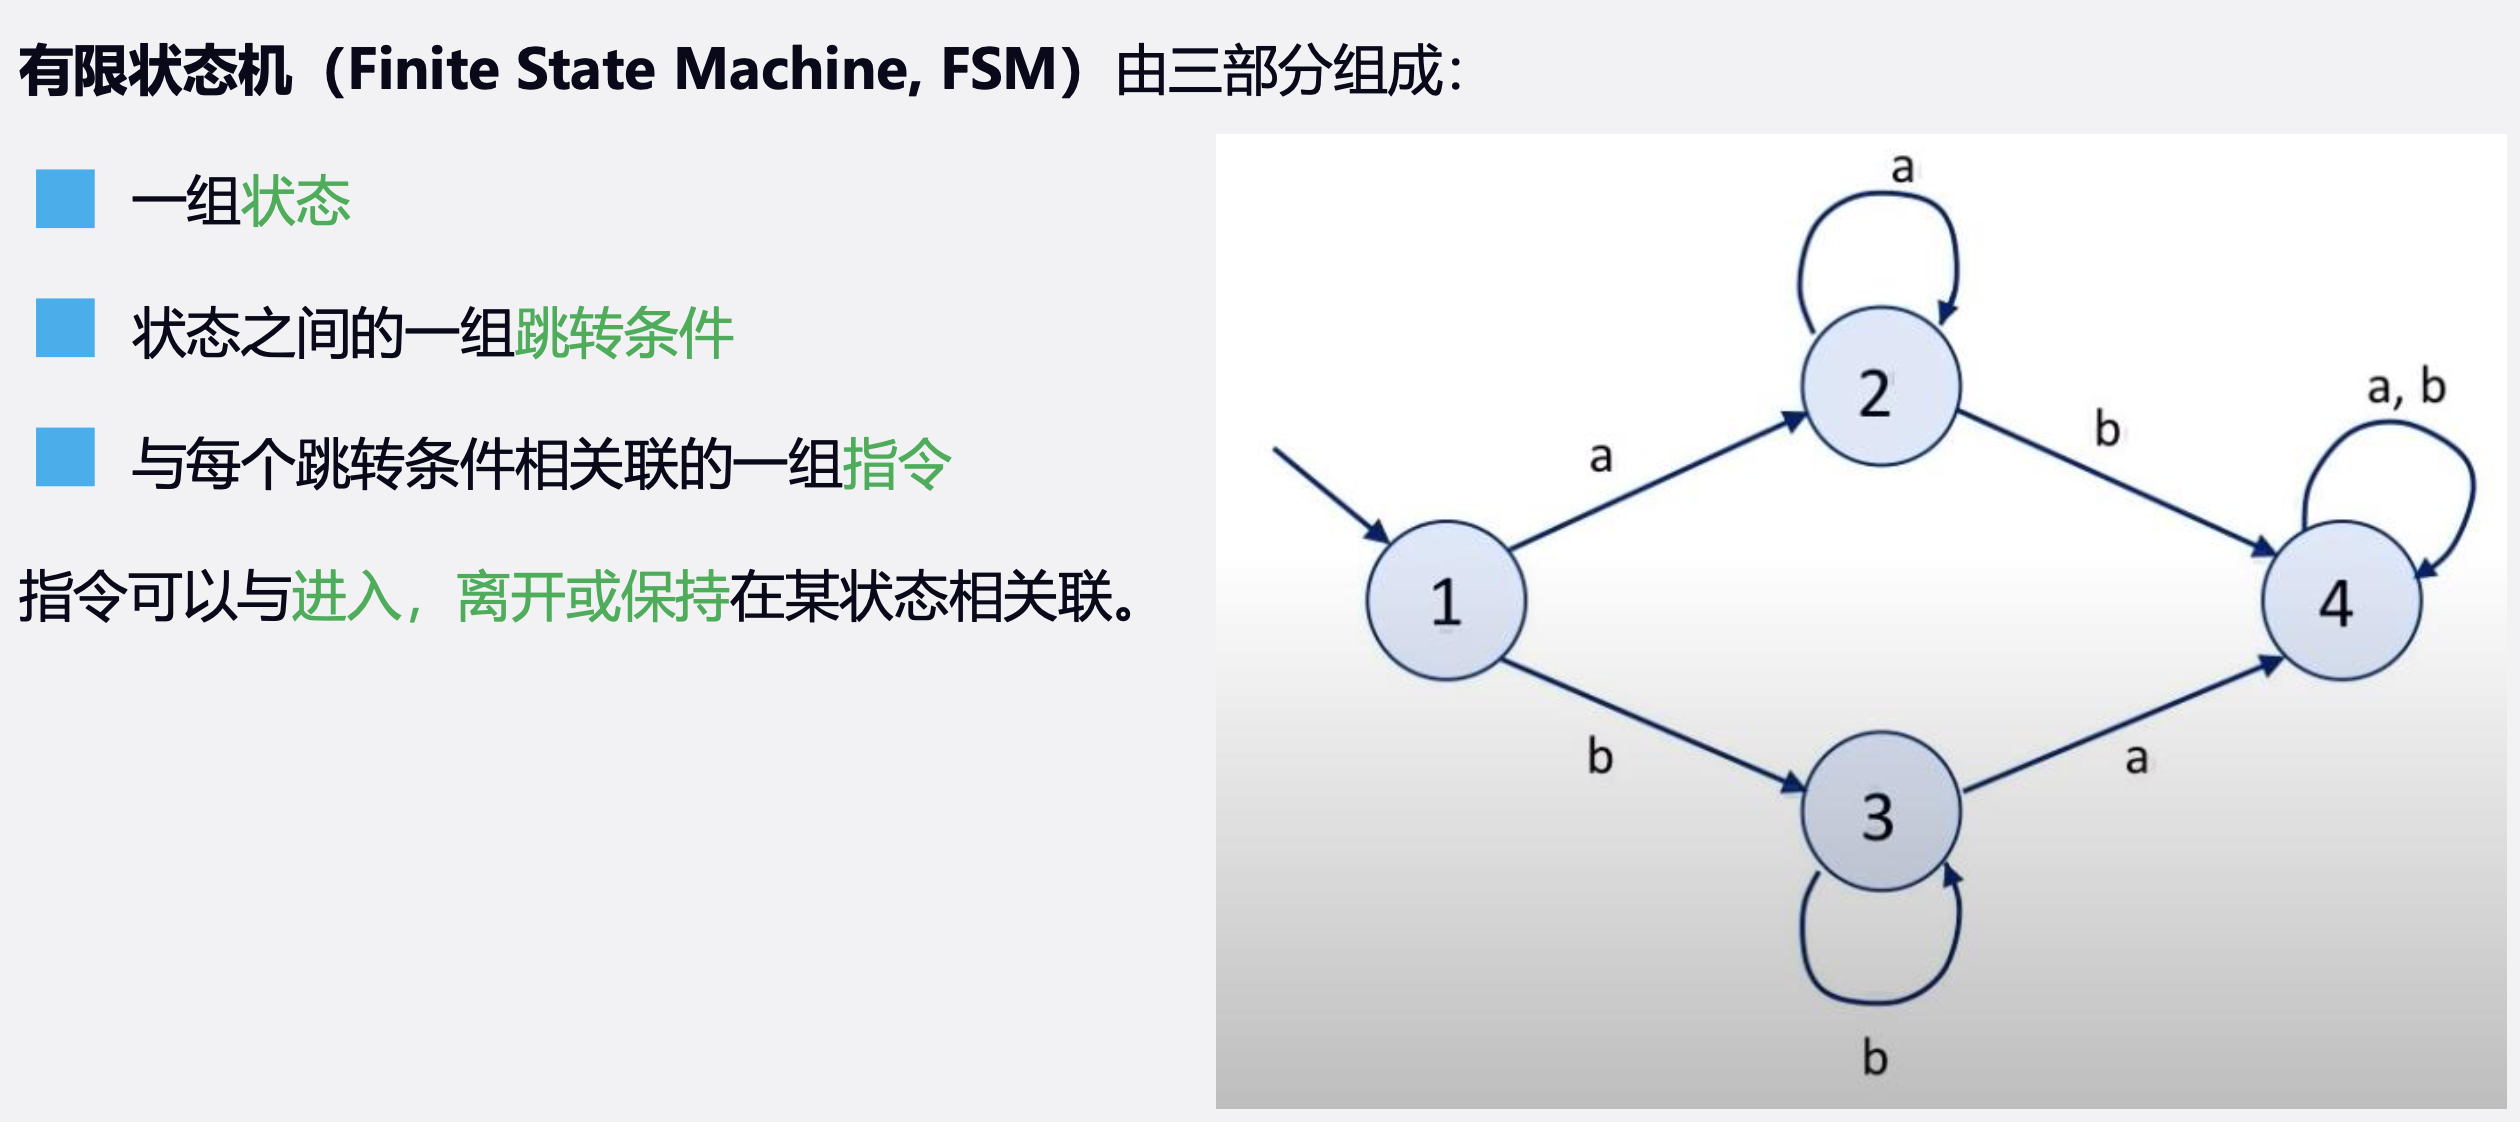 有限状态机（Finite State Machine, FSM）由三部分组成：
一组状态
状态之间的一组跳转条件
与每个跳转条件相关联的一组指令
指令可以与进入，离开或保持在某状态相关联。
a
2
a, b
b
a
1
4
b
a
3
b